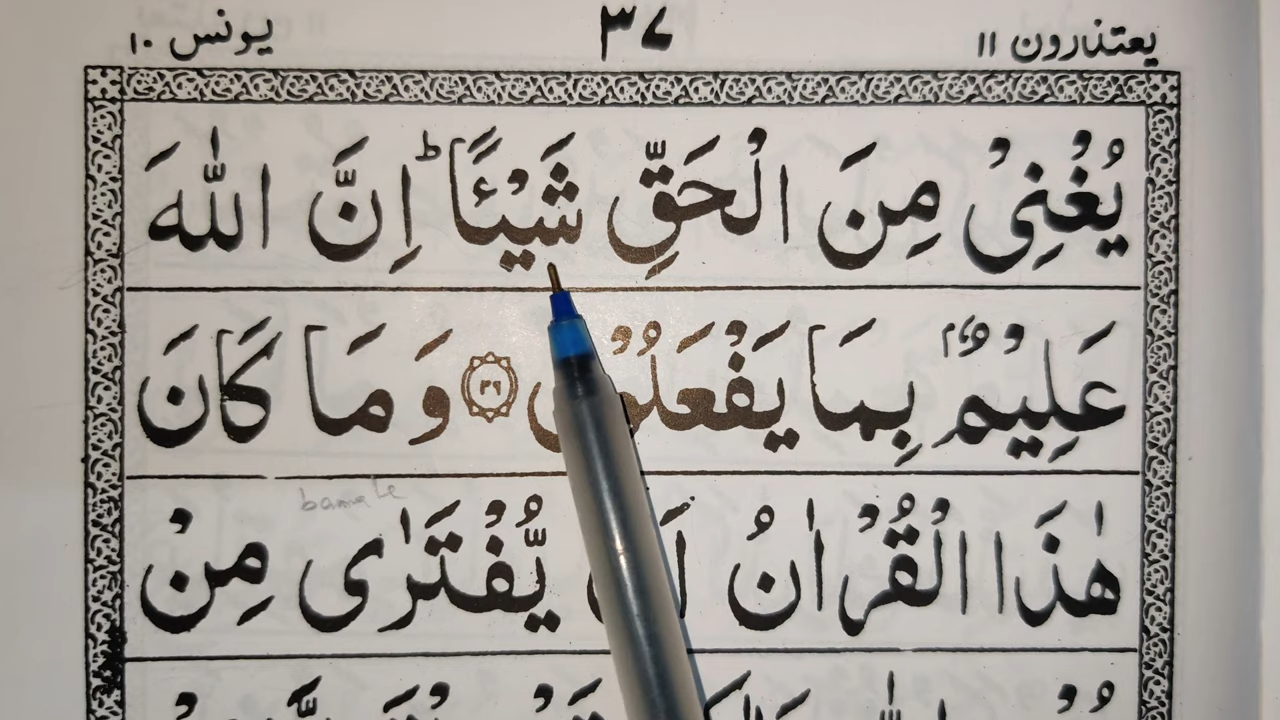 يعتذرون ١١ ٣٧ يونس ١٠
يُغْنِيْ مِنَ الْحَقِّ شَيْـًٔا ؕ اِنَّ اللّٰهَ
عَلِيْمٌۢ بِمَا يَفْعَلُوْنَ ٣٦ وَمَا كَانَ
هٰذَا الْقُرْاٰنُ يُّفْتَرٰى مِنْ